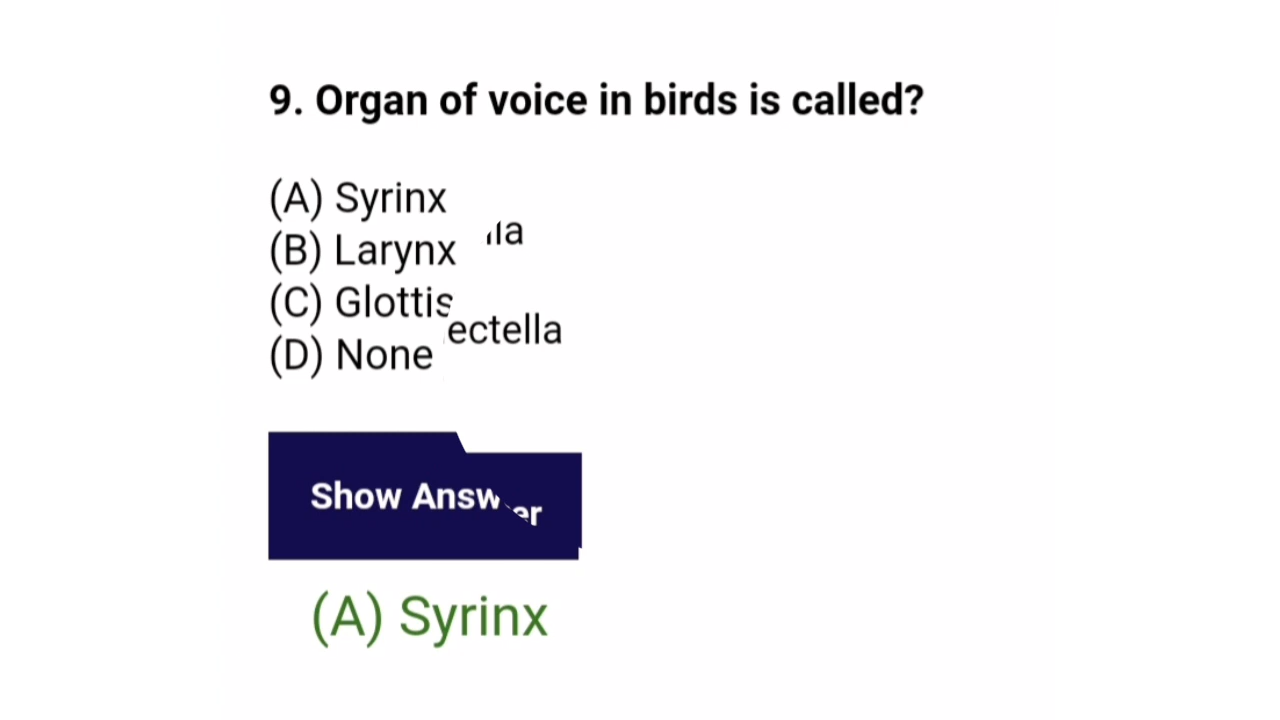 9. Organ of voice in birds is called?
(A) Syrinx
(B) Larynx
(C) Glottis
(D) None
ectella
Show Answer
(A) Syrinx